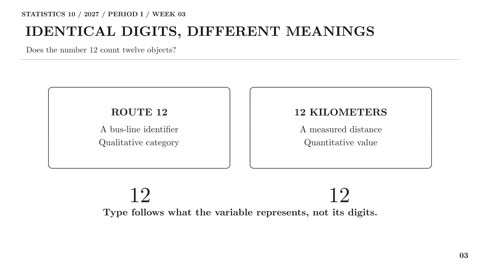 STATISTICS 10 / 2027 / PERIOD I / WEEK 03
IDENTICAL DIGITS, DIFFERENT MEANINGS
Does the number 12 count twelve objects?
ROUTE 12
A bus-line identifier
Qualitative category
12 KILOMETERS
A measured distance
Quantitative value
12
12
Type follows what the variable represents, not its digits.
03